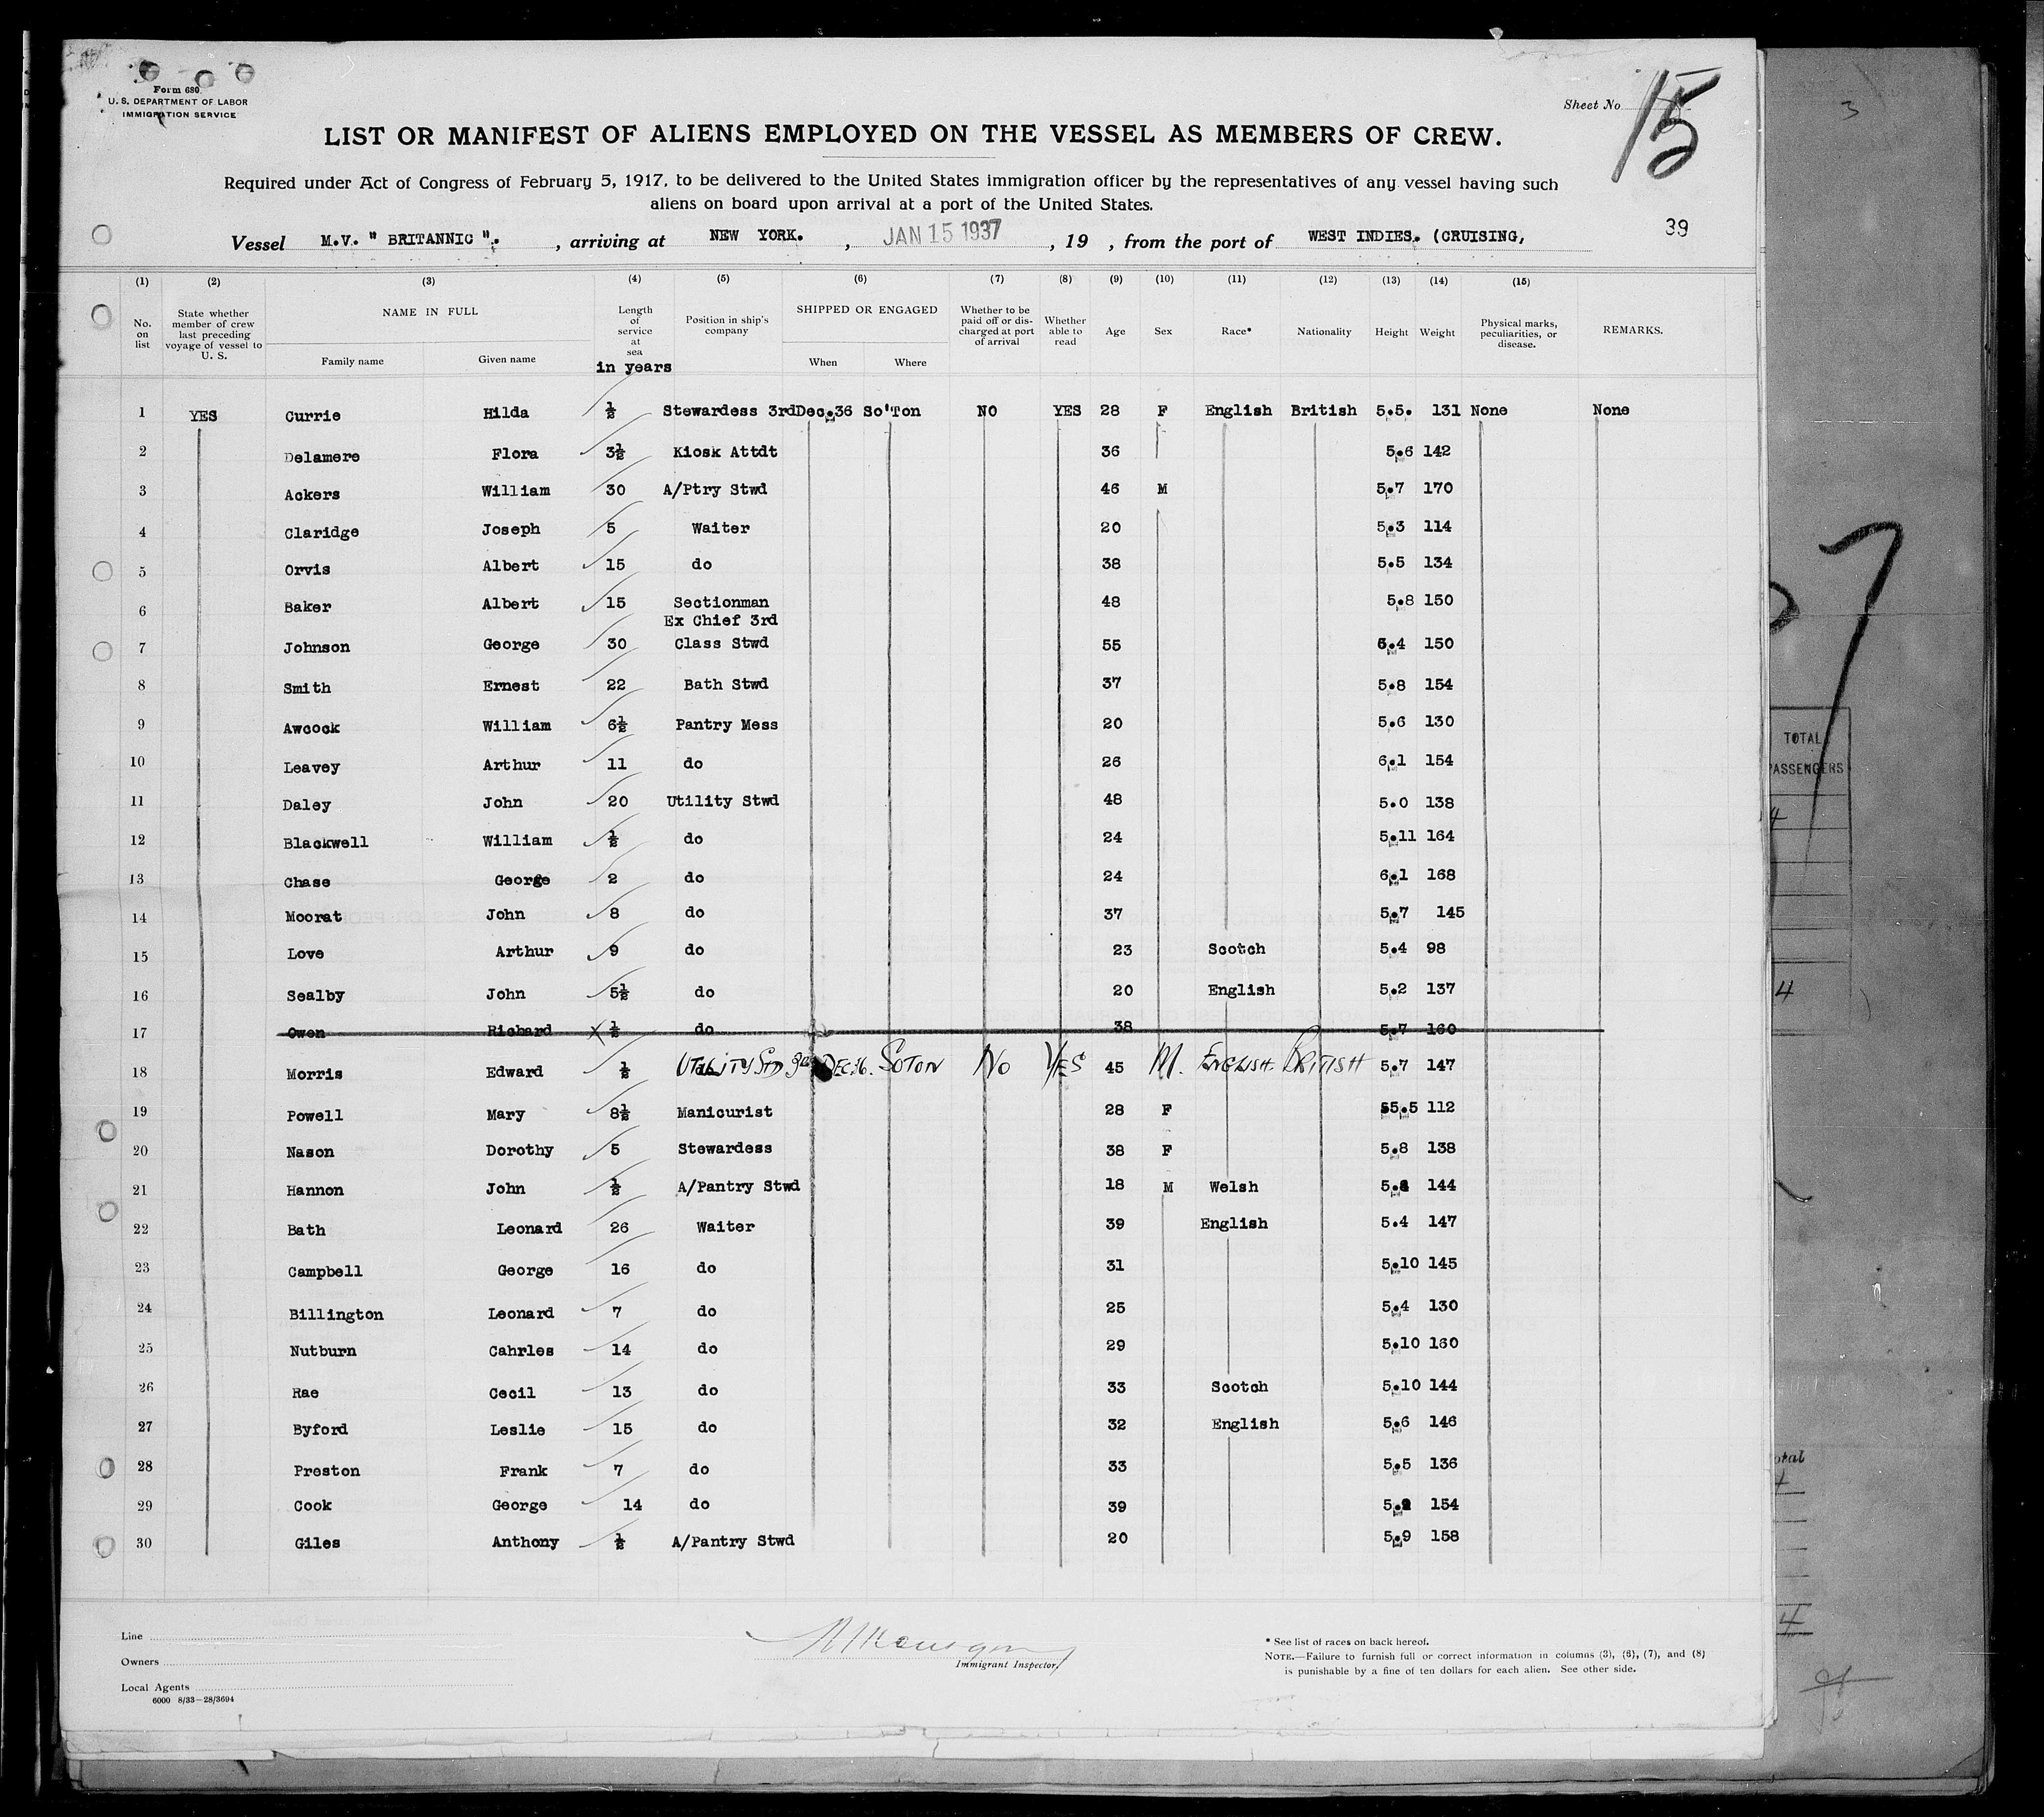 Form 680
U. S. DEPARTMENT OF LABOR
IMMIGRATION SERVICE
Sheet No 15
LIST OR MANIFEST OF ALIENS EMPLOYED ON THE VESSEL AS MEMBERS OF CREW.
Required under Act of Congress of February 5, 1917, to be delivered to the United States immigration officer by the representatives of any vessel having such
aliens on board upon arrival at a port of the United States.
39
Vessel M.V. " BRITANNIC ". , arriving at NEW YORK. , JAN 15 1937 , 19 , from the port of WEST INDIES. (CRUISING,
(1) (2) (3) (4) (5) (6) (7) (8) (9) (10) (11) (12) (13) (14) (15)
No. on list State whether member of crew last preceding voyage of vessel to U. S. NAME IN FULL Family name Given name Length of service at sea in years Position in ship's company SHIPPED OR ENGAGED When Where Whether to be paid off or discharged at port of arrival Whether able to read Age Sex Race* Nationality Height Weight Physical marks, peculiarities, or disease. REMARKS.
1 YES Currie Hilda ½ Stewardess 3rd Dec.36 So'Ton NO YES 28 F English British 5.5. 131 None None
2 Delamere Flora 3½ Kiosk Attdt 36 5.6 142
3 Ackers William 30 A/Ptry Stwd 46 M 5.7 170
4 Claridge Joseph 5 Waiter 20 5.3 114
5 Orvis Albert 15 do 38 5.5 134
6 Baker Albert 15 Sectionman 48 5.8 150
Ex Chief 3rd
7 Johnson George 30 Class Stwd 55 5.4 150
8 Smith Ernest 22 Bath Stwd 37 5.8 154
9 Awcock William 6½ Pantry Mess 20 5.6 130
10 Leavey Arthur 11 do 26 6.1 154
11 Daley John 20 Utility Stwd 48 5.0 138
12 Blackwell William ½ do 24 5.11 164
13 Chase George 2 do 24 6.1 168
14 Moorat John 8 do 37 5.7 145
15 Love Arthur 9 do 23 Scotch 5.4 98
16 Sealby John 5½ do 20 English 5.2 137
17 Owen Richard X ½ do 38 5.7 160
18 Morris Edward ½ UTILITY STD 3rd DEC.36. SOTON NO YES 45 M. ENGLISH. BRITISH 5.7 147
19 Powell Mary 8½ Manicurist 28 F 55.5 112
20 Nason Dorothy 5 Stewardess 38 F 5.8 138
21 Hannon John ½ A/Pantry Stwd 18 M Welsh 5. 144
22 Bath Leonard 26 Waiter 39 English 5.4 147
23 Campbell George 16 do 31 5.10 145
24 Billington Leonard 7 do 25 5.4 130
25 Nutburn Cahrles 14 do 29 5.10 160
26 Rae Cecil 13 do 33 Scotch 5.10 144
27 Byford Leslie 15 do 32 English 5.6 146
28 Preston Frank 7 do 33 5.5 136
29 Cook George 14 do 39 5. 154
30 Giles Anthony ½ A/Pantry Stwd 20 5.9 158
Line
Owners
Local Agents
6000 8/33—28/3694
Immigrant Inspector
* See list of races on back hereof.
NOTE.—Failure to furnish full or correct information in columns (3), (6), (7), and (8)
is punishable by a fine of ten dollars for each alien. See other side.
3
7
TOTAL
PASSENGERS
4
4
otal
4